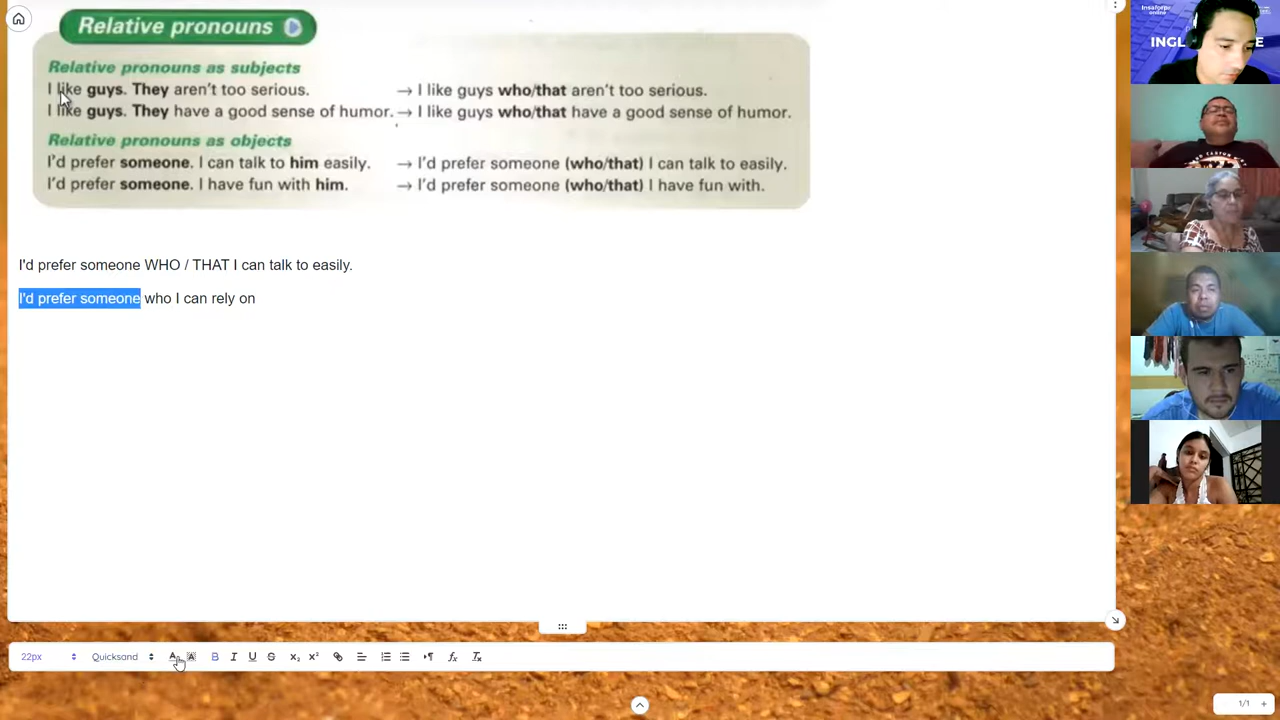 Relative pronouns
Relative pronouns as subjects
I like guys. They aren't too serious. → I like guys who/that aren't too serious.
I like guys. They have a good sense of humor. → I like guys who/that have a good sense of humor.
Relative pronouns as objects
I'd prefer someone. I can talk to him easily. → I'd prefer someone (who/that) I can talk to easily.
I'd prefer someone. I have fun with him. → I'd prefer someone (who/that) I have fun with.
I'd prefer someone WHO / THAT I can talk to easily.
I'd prefer someone who I can rely on
Insaforp
online
INGL
E
22px Quicksand
1/1